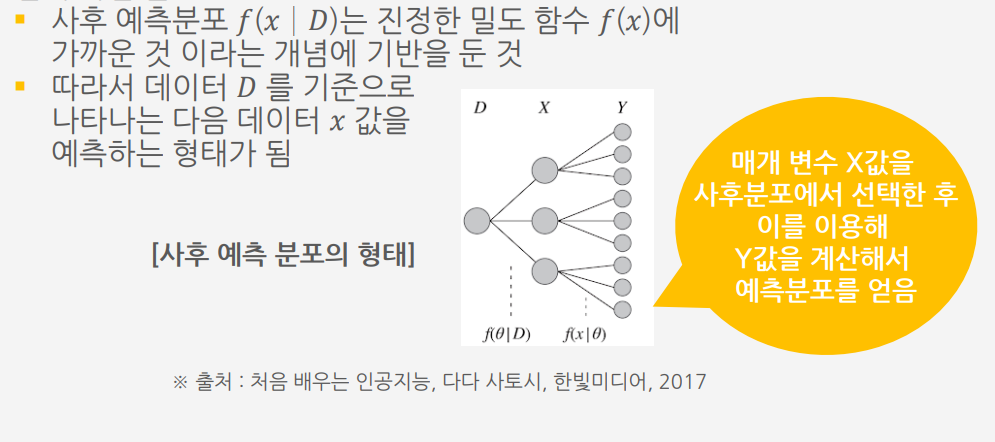 사후 예측분포 f(x | D)는 진정한 밀도 함수 f(x)에
가까운 것 이라는 개념에 기반을 둔 것
따라서 데이터 D 를 기준으로
나타나는 다음 데이터 x 값을
예측하는 형태가 됨
[사후 예측 분포의 형태]
D X Y
f(θ|D) f(x|θ)
매개 변수 X값을
사후분포에서 선택한 후
이를 이용해
Y값을 계산해서
예측분포를 얻음
※ 출처 : 처음 배우는 인공지능, 다다 사토시, 한빛미디어, 2017